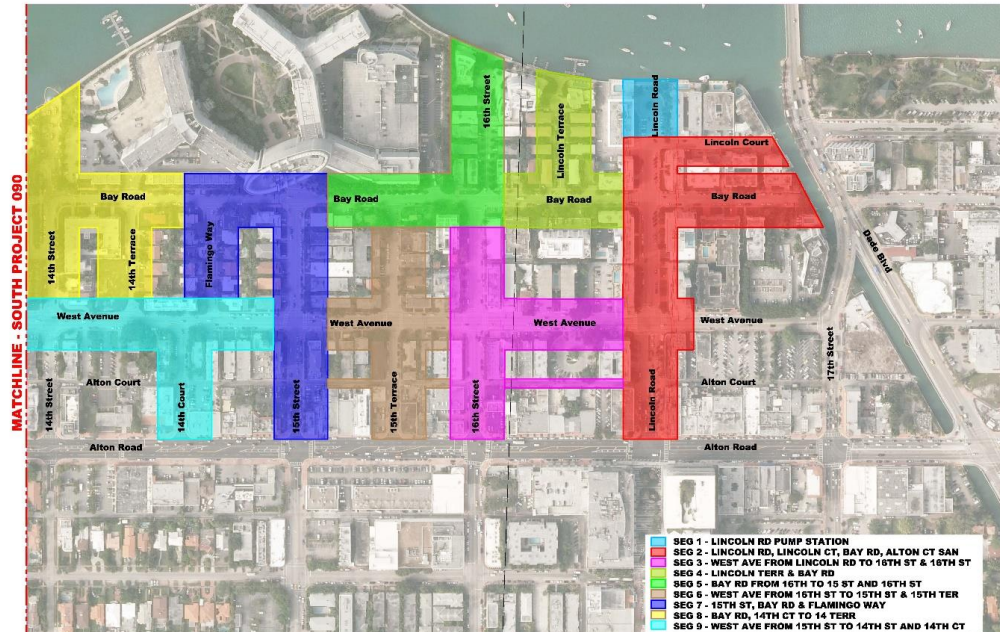 16th Street
Lincoln Terrace
Lincoln Road
Lincoln Court
Bay Road
Bay Road
Bay Road
Bay Road
MATCHLINE - SOUTH PROJECT 090
14th Street
14th Terrace
Flamingo Way
Dade Blvd
West Avenue
West Avenue
West Avenue
West Avenue
17th Street
14th Street
Alton Court
14th Court
15th Street
15th Terrace
16th Street
Lincoln Road
Alton Court
Alton Road
Alton Road
SEG 1 - LINCOLN RD PUMP STATION
SEG 2 - LINCOLN RD, LINCOLN CT, BAY RD, ALTON CT SAN
SEG 3 - WEST AVE FROM LINCOLN RD TO 16TH ST & 16TH ST
SEG 4 - LINCOLN TERR & BAY RD
SEG 5 - BAY RD FROM 16TH TO 15 ST AND 16TH ST
SEG 6 - WEST AVE FROM 16TH ST TO 15TH ST & 15TH TER
SEG 7 - 15TH ST, BAY RD & FLAMINGO WAY
SEG 8 - BAY RD, 14TH CT TO 14 TERR
SEG 9 - WEST AVE FROM 15TH ST TO 14TH ST AND 14TH CT